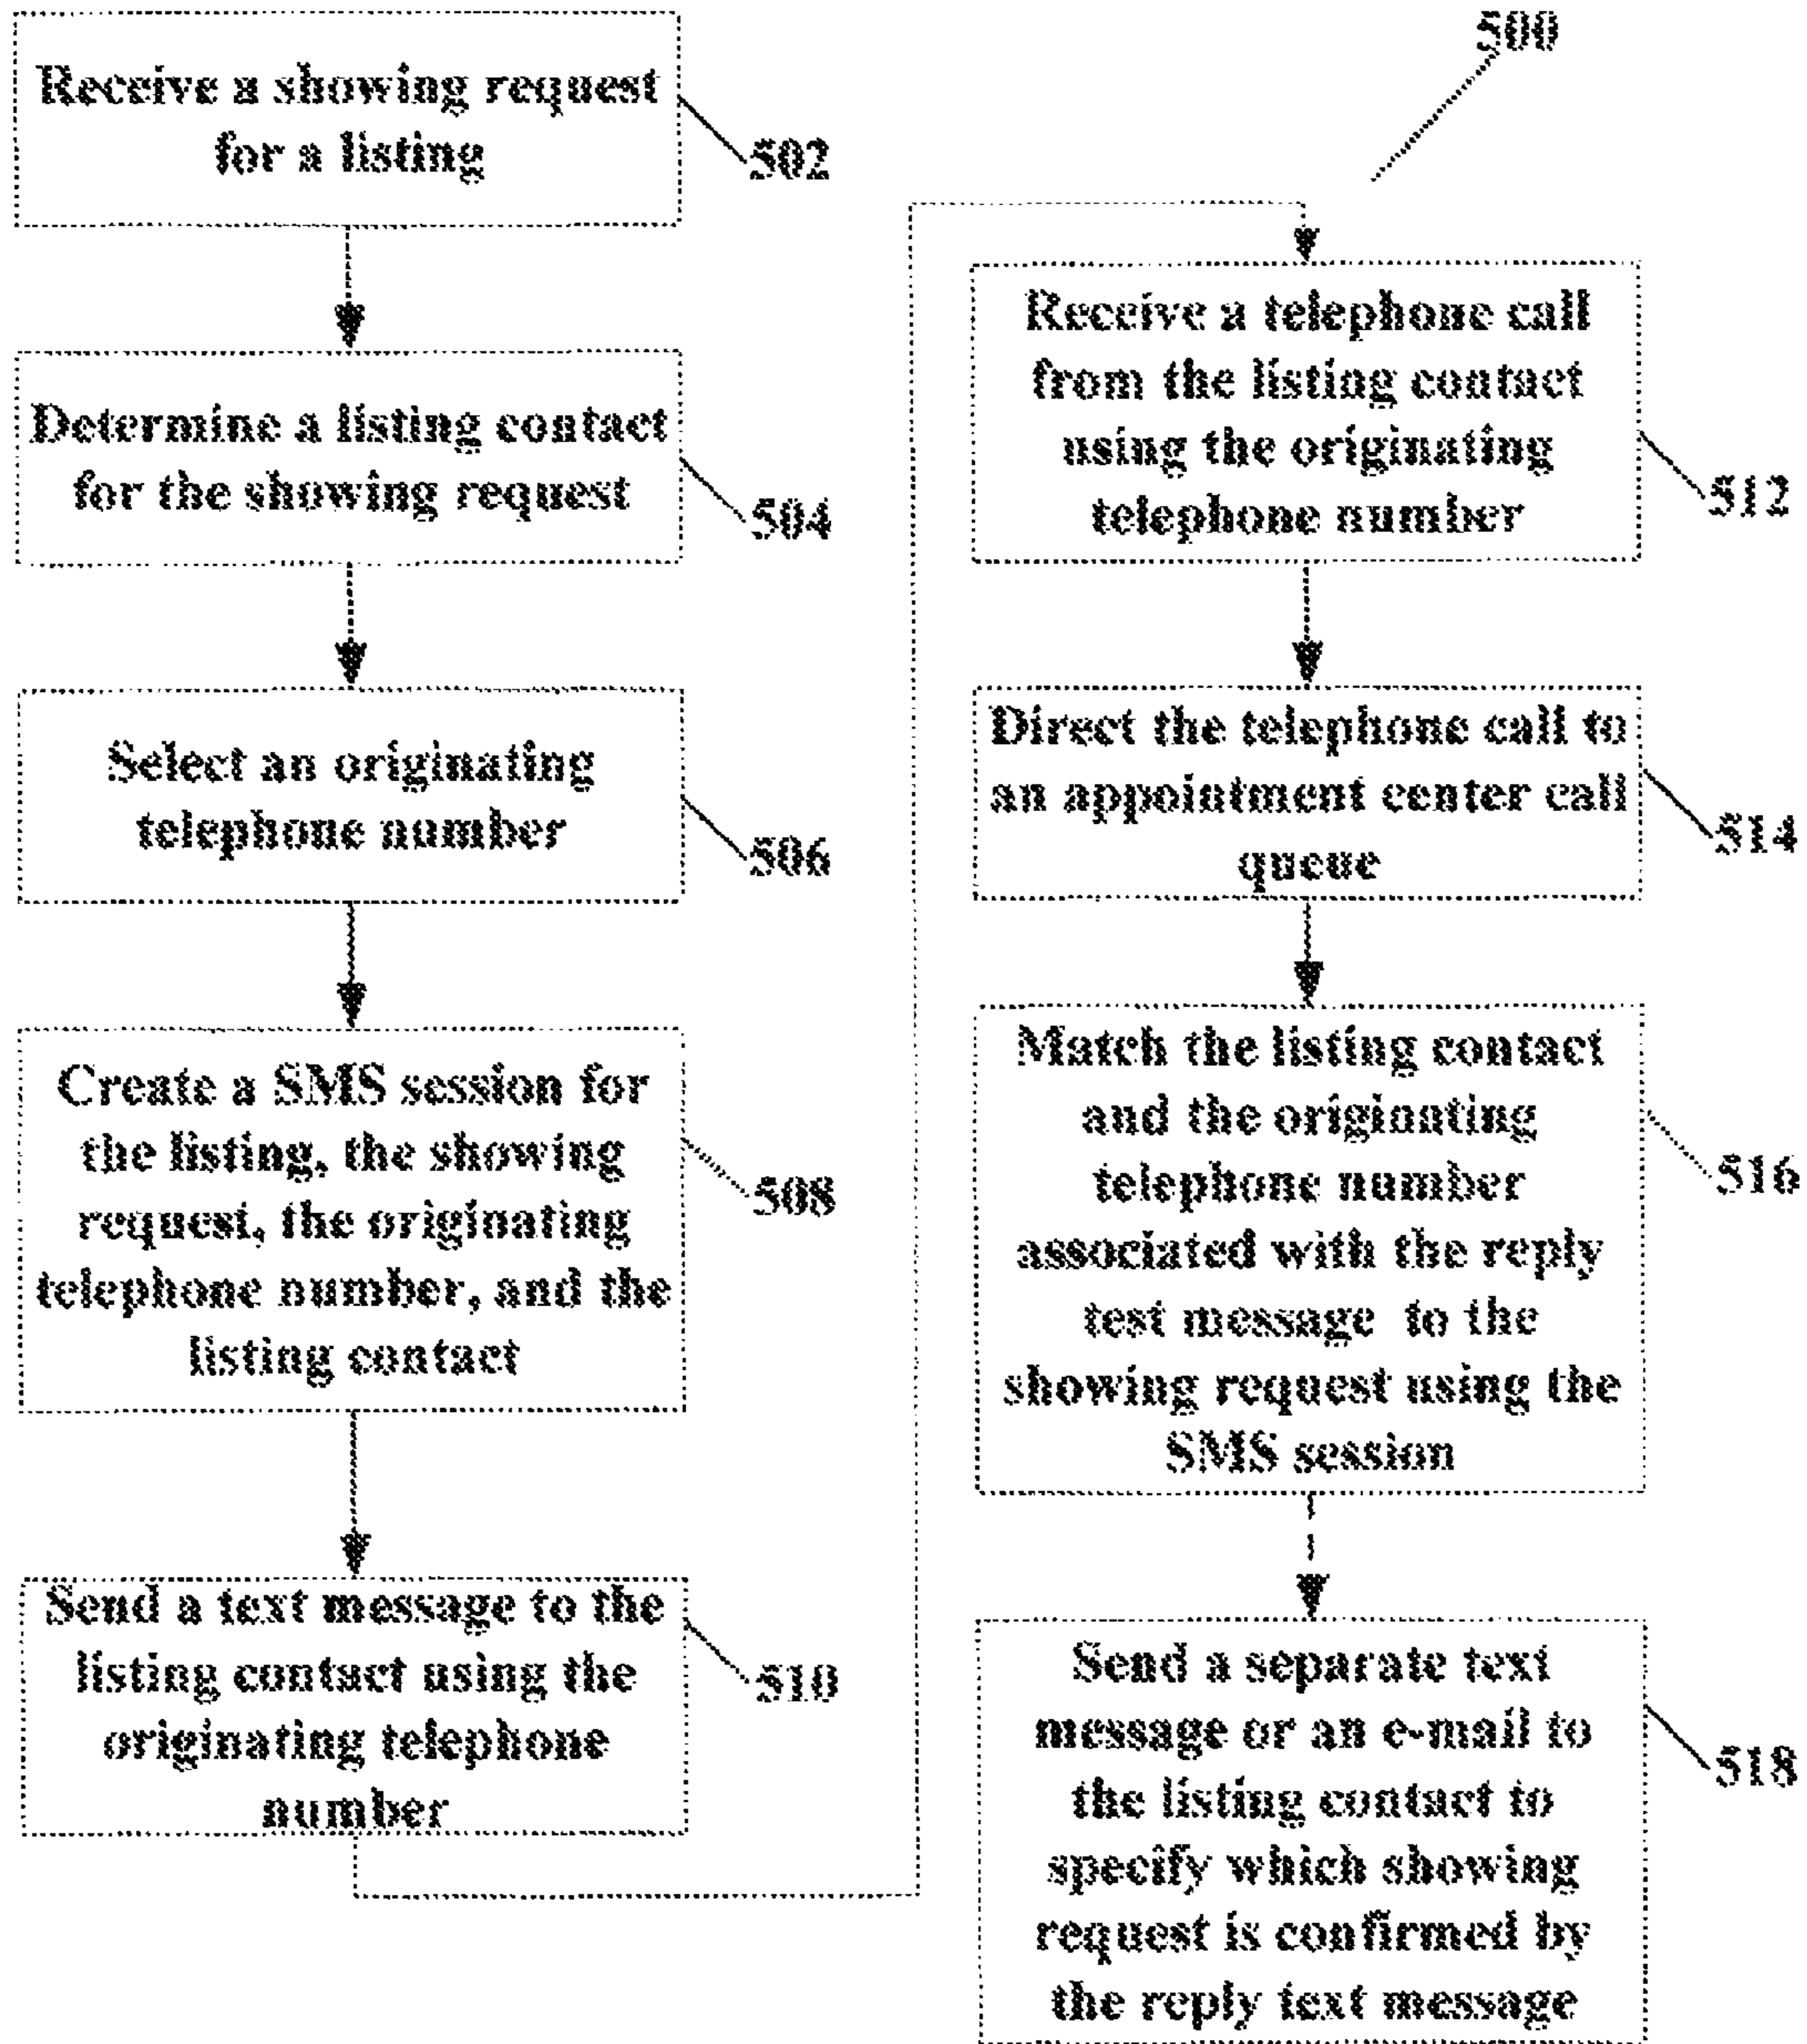 Receive a showing request
for a listing
502
Determine a listing contact
for the showing request
504
Select an originating
telephone number
506
Create a SMS session for
the listing, the showing
request, the originating
telephone number, and the
listing contact
508
Send a text message to the
listing contact using the
originating telephone
number
510
500
Receive a telephone call
from the listing contact
using the originating
telephone number
512
Direct the telephone call to
an appointment center call
queue
514
Match the listing contact
and the originating
telephone number
associated with the reply
test message to the
showing request using the
SMS session
516
Send a separate text
message or an e-mail to
the listing contact to
specify which showing
request is confirmed by
the reply text message
518